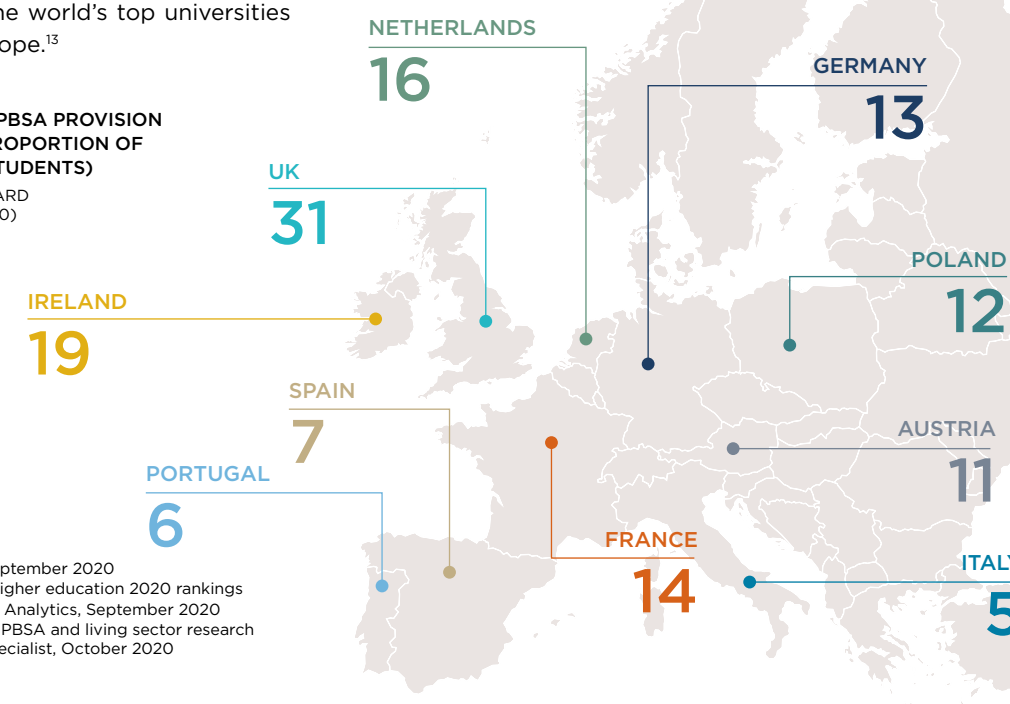 he world's top universities
ope.13
PBSA PROVISION
ROPORTION OF
TUDENTS)
ARD
0)
NETHERLANDS
16
GERMANY
13
UK
31
POLAND
12
IRELAND
19
SPAIN
7
AUSTRIA
11
PORTUGAL
6
FRANCE
14
ITALY
5
ptember 2020
igher education 2020 rankings
Analytics, September 2020
PBSA and living sector research
ecialist, October 2020